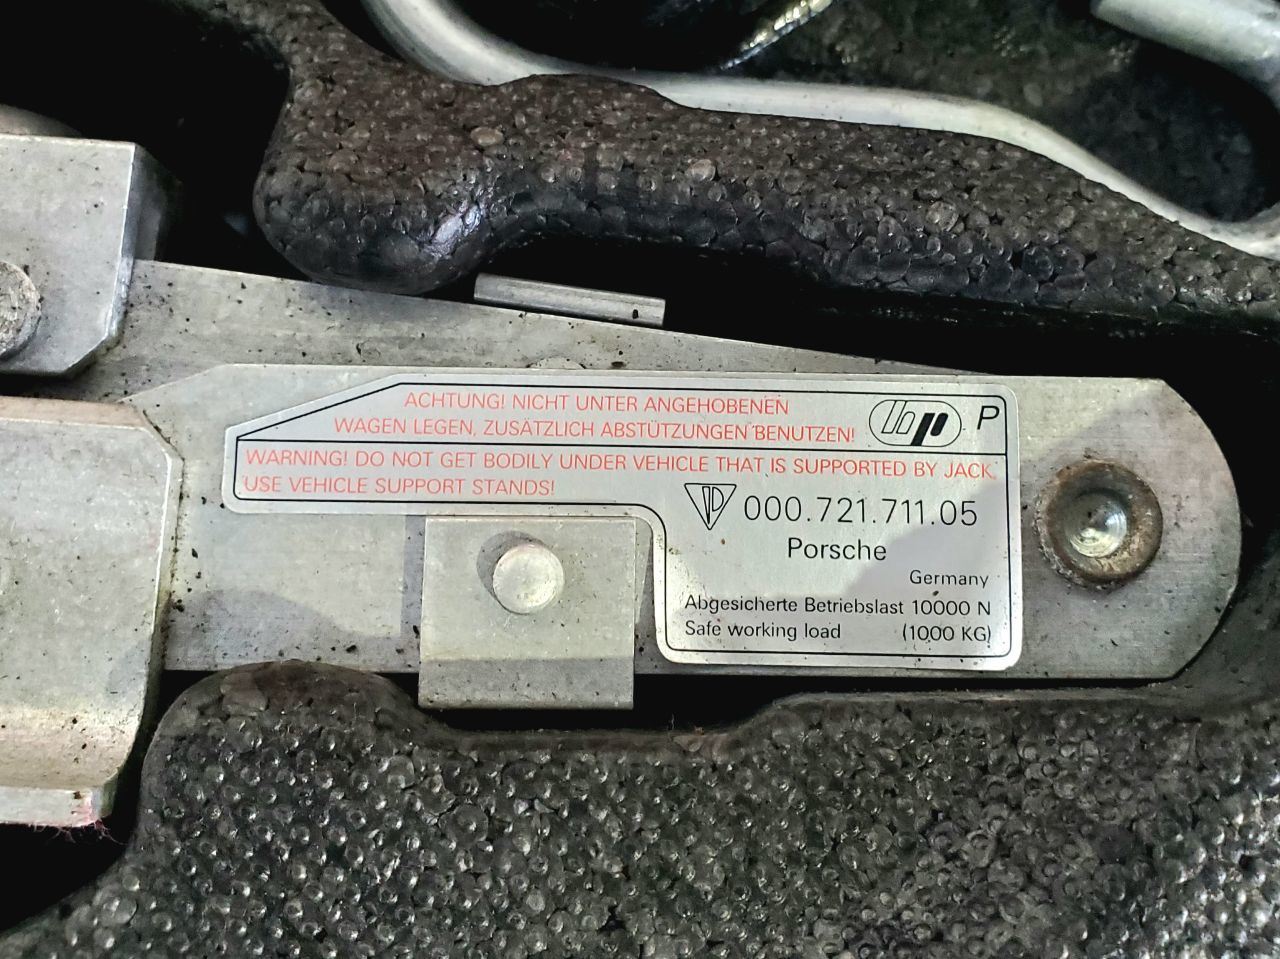 ACHTUNG! NICHT UNTER ANGEHOBENEN
WAGEN LEGEN, ZUSÄTZLICH ABSTÜTZUNGEN BENUTZEN!
bp P
WARNING! DO NOT GET BODILY UNDER VEHICLE THAT IS SUPPORTED BY JACK,
USE VEHICLE SUPPORT STANDS!
000.721.711.05
Porsche
Germany
Abgesicherte Betriebslast 10000 N
Safe working load (1000 KG)